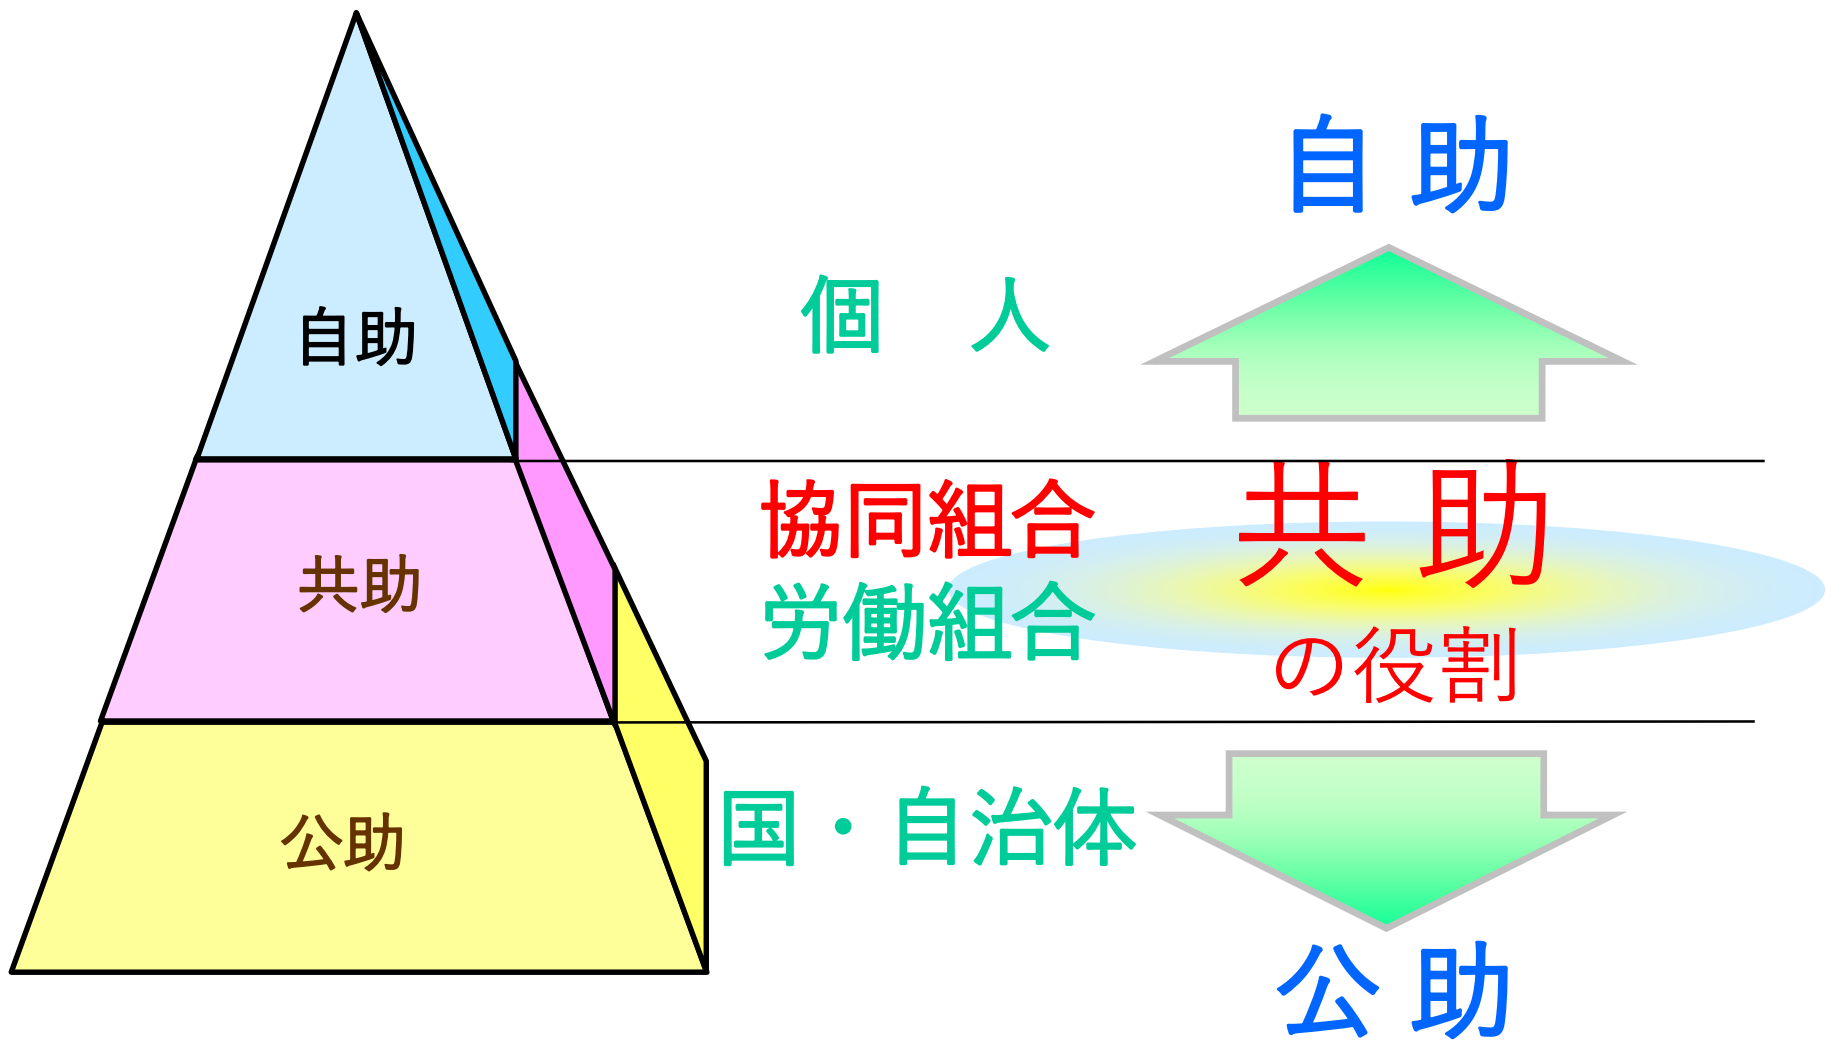 自助
共助
公助
個　人
協同組合
労働組合
国・自治体
自 助
共 助
の役割
公 助